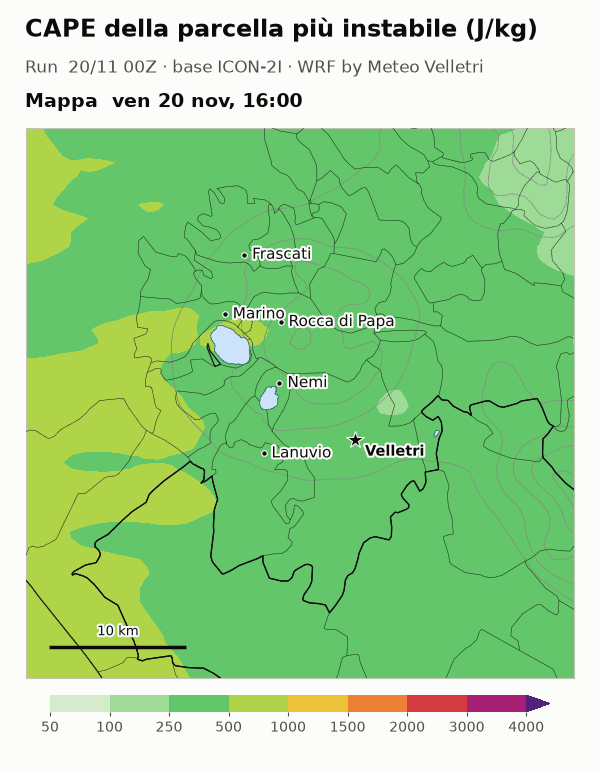 CAPE della parcella più instabile (J/kg)
Run  20/11 00Z · base ICON-2I · WRF by Meteo Velletri
Mappa  ven 20 nov, 16:00
Frascati
Marino
Rocca di Papa
Nemi
Velletri
Lanuvio
10 km
50 100 250 500 1000 1500 2000 3000 4000